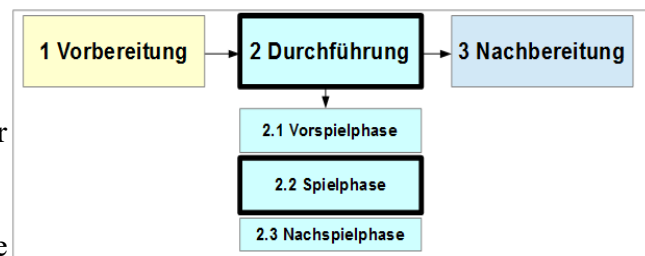 1 Vorbereitung
2 Durchführung
3 Nachbereitung
2.1 Vorspielphase
2.2 Spielphase
2.3 Nachspielphase
r
e